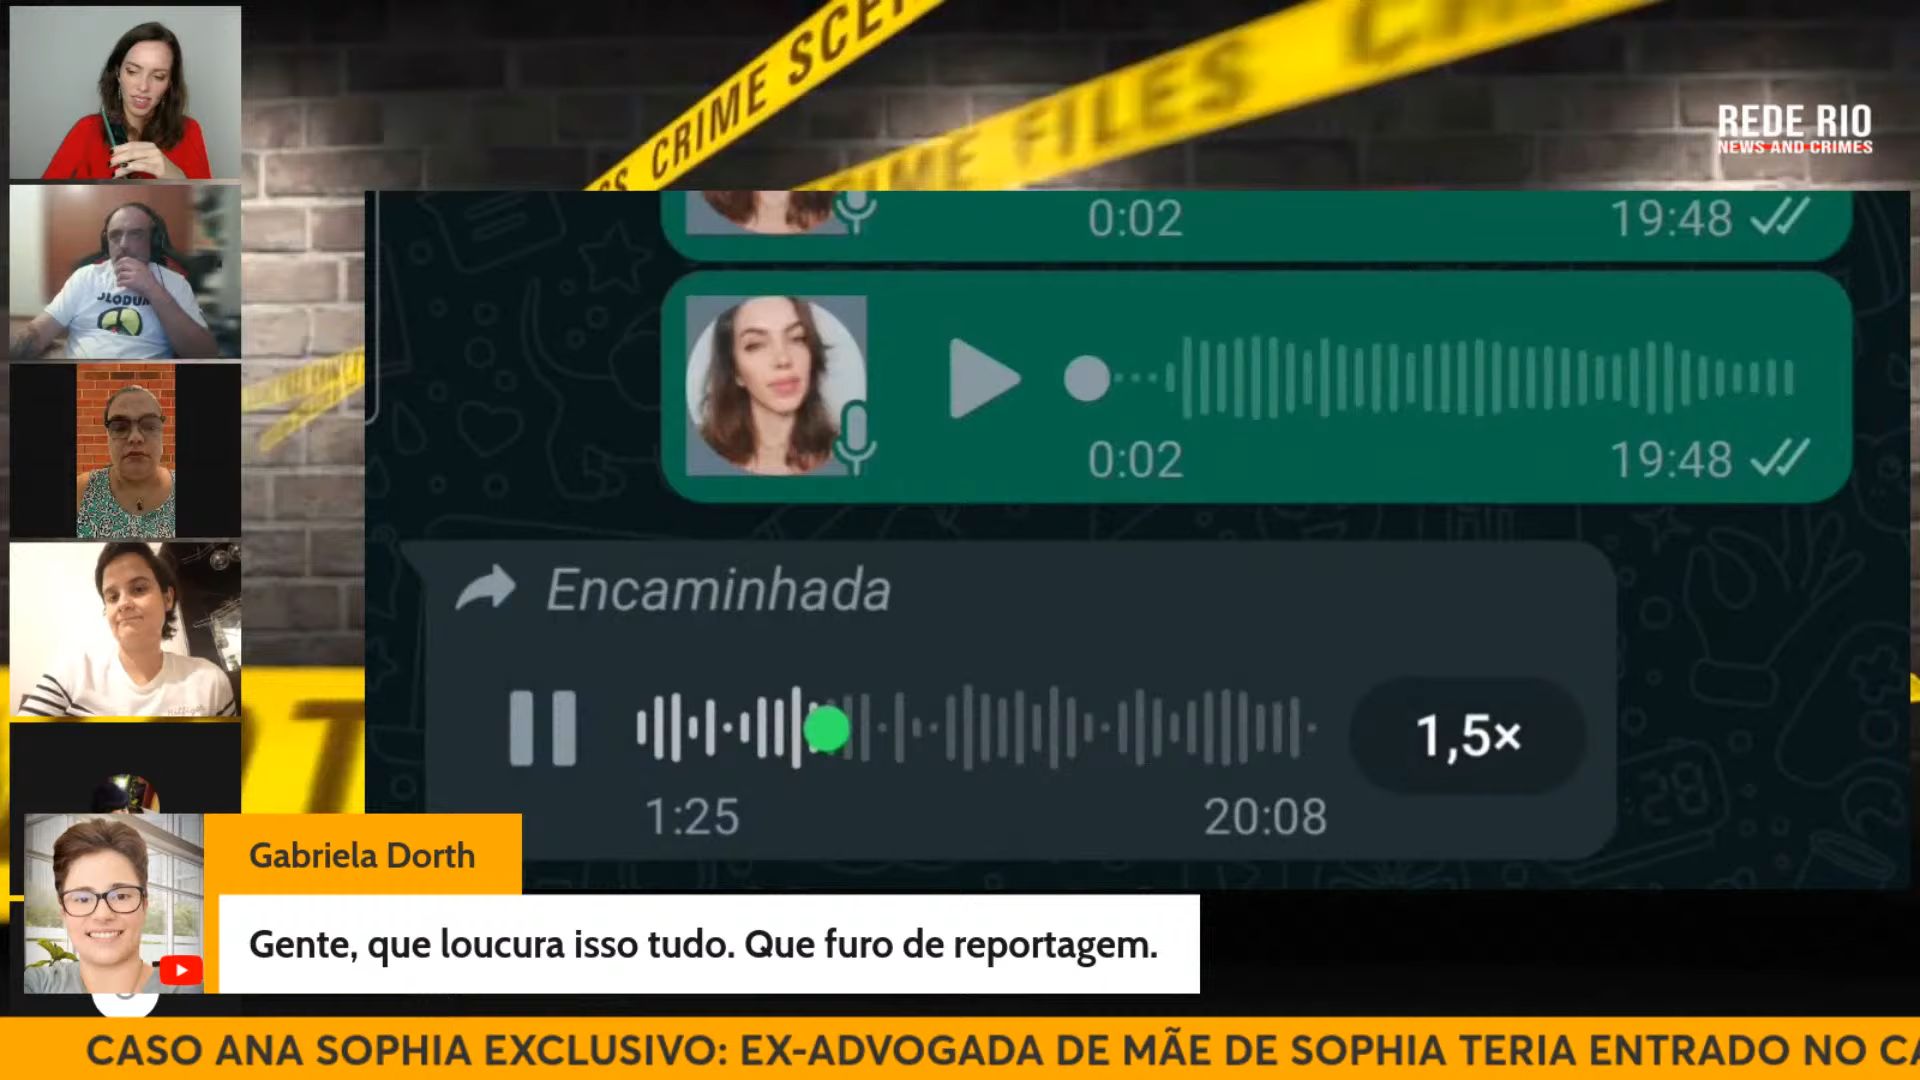 CRIME SCE
CRIME FILES
REDE RIO
NEWS AND CRIMES
0:02
19:48
0:02
19:48
Encaminhada
1,5×
1:25
20:08
Gabriela Dorth
Gente, que loucura isso tudo. Que furo de reportagem.
CASO ANA SOPHIA EXCLUSIVO: EX-ADVOGADA DE MÃE DE SOPHIA TERIA ENTRADO NO CA